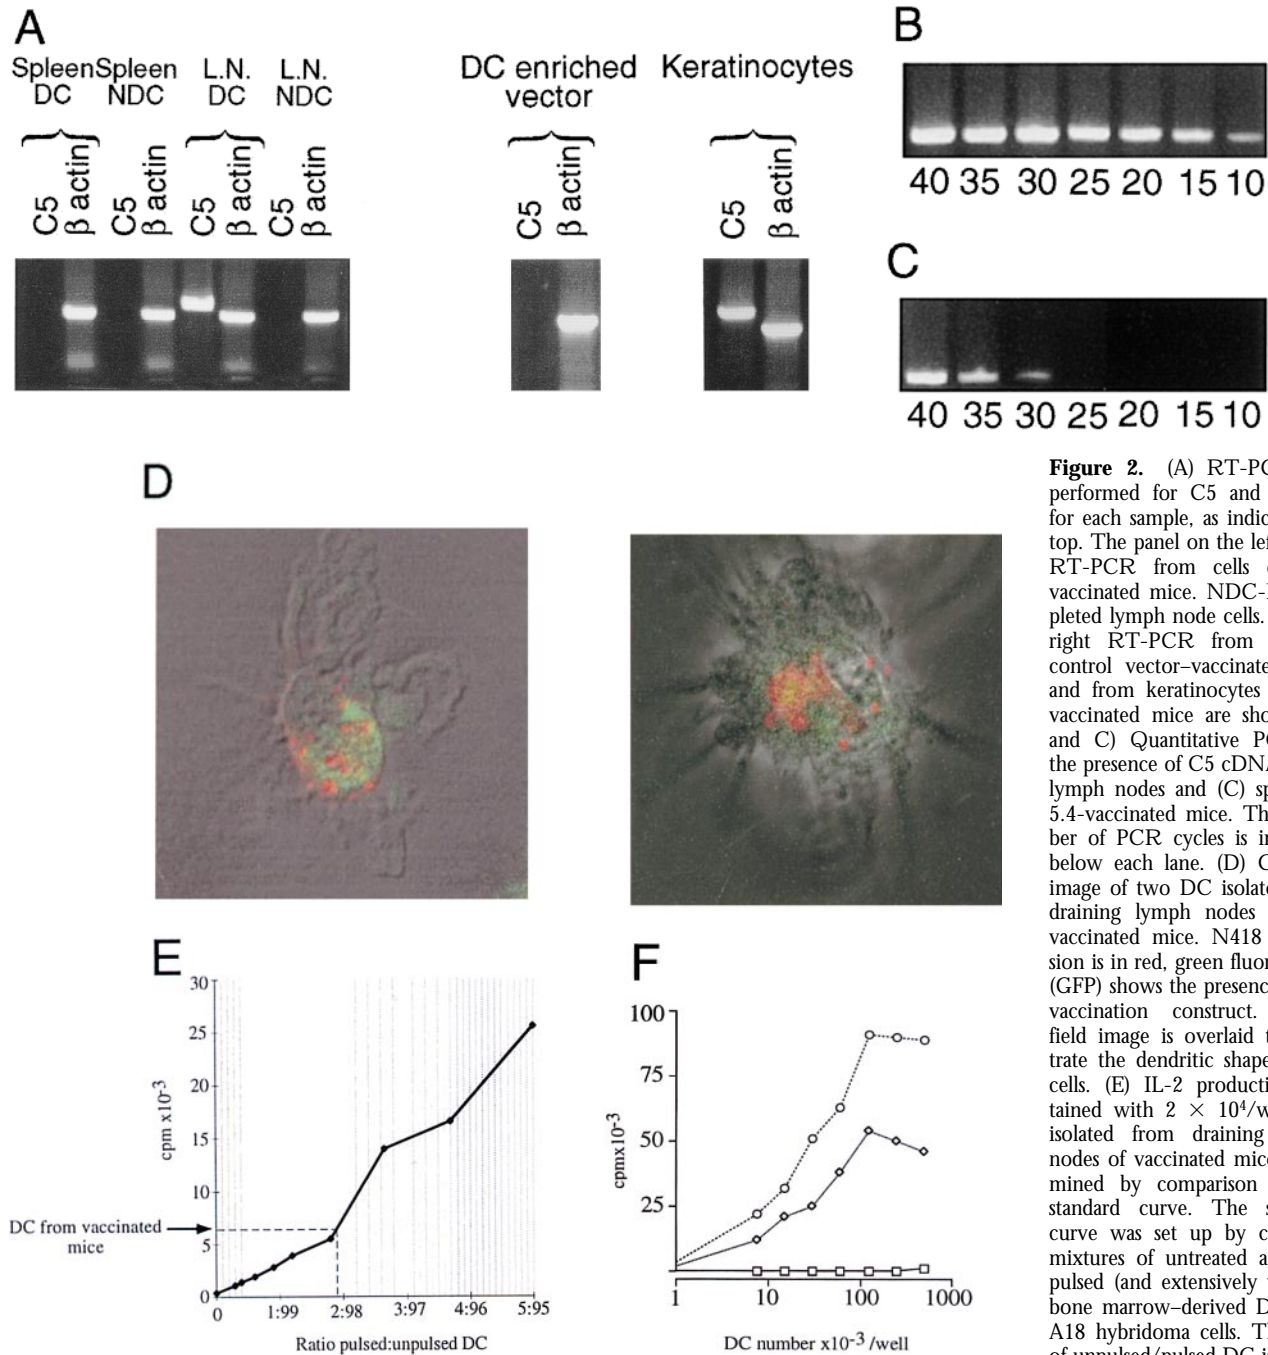 A
Spleen Spleen L.N. L.N.
DC NDC DC NDC
C5
β actin
C5
β actin
C5
β actin
C5
β actin
DC enriched
vector
C5
β actin
Keratinocytes
C5
β actin
B
40 35 30 25 20 15 10
C
40 35 30 25 20 15 10
D
E
30
25
20
15
10
5
0
cpm x10-3
DC from vaccinated
mice
0 1:99 2:98 3:97 4:96 5:95
Ratio pulsed:unpulsed DC
F
100
75
50
25
cpmx10-3
1 10 100 1000
DC number x10-3 /well
Figure 2. (A) RT-PC
performed for C5 and
for each sample, as indic
top. The panel on the lef
RT-PCR from cells
vaccinated mice. NDC-
pleted lymph node cells.
right RT-PCR from
control vector–vaccinate
and from keratinocytes
vaccinated mice are sho
and C) Quantitative PC
the presence of C5 cDNA
lymph nodes and (C) sp
5.4-vaccinated mice. Th
ber of PCR cycles is in
below each lane. (D) C
image of two DC isolate
draining lymph nodes
vaccinated mice. N418
sion is in red, green fluor
(GFP) shows the presenc
vaccination construct.
field image is overlaid t
trate the dendritic shape
cells. (E) IL-2 producti
tained with 2 × 10⁴/w
isolated from draining
nodes of vaccinated mice
mined by comparison
standard curve. The s
curve was set up by c
mixtures of untreated a
pulsed (and extensively
bone marrow–derived D
A18 hybridoma cells. Th
of unpulsed/pulsed DC i